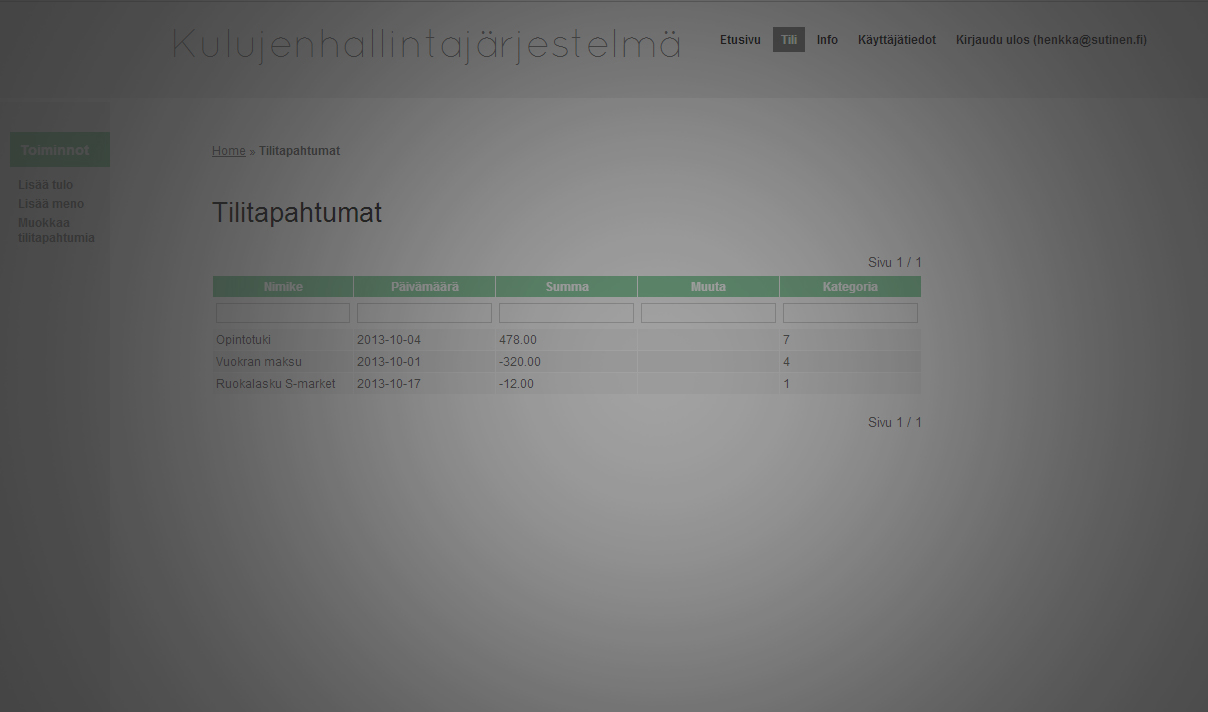 Kulujenhallintajärjestelmä
Etusivu Tili Info Käyttäjätiedot Kirjaudu ulos (henkka@sutinen.fi)
Toiminnot
Lisää tulo
Lisää meno
Muokkaa
tilitapahtumia
Home » Tilitapahtumat
Tilitapahtumat
Sivu 1 / 1
Nimike Päivämäärä Summa Muuta Kategoria
Opintotuki 2013-10-04 478.00 7
Vuokran maksu 2013-10-01 -320.00 4
Ruokalasku S-market 2013-10-17 -12.00 1
Sivu 1 / 1